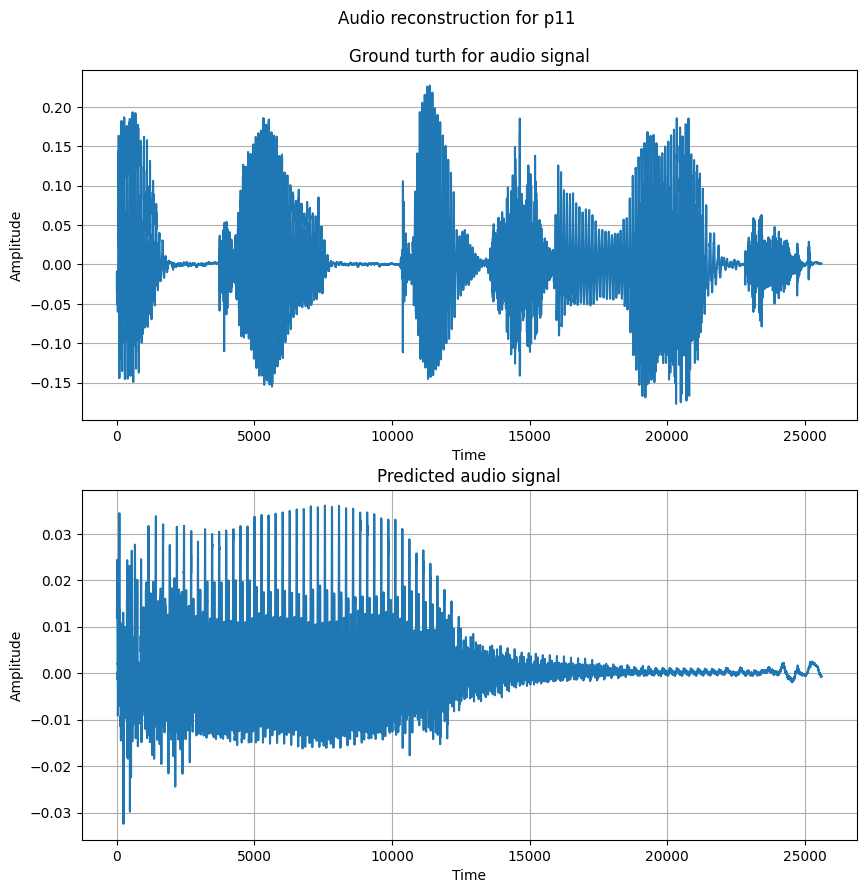 Audio reconstruction for p11
Ground turth for audio signal
0.20
0.15
0.10
0.05
0.00
−0.05
−0.10
−0.15
Amplitude
0 5000 10000 15000 20000 25000
Time
Predicted audio signal
0.03
0.02
0.01
0.00
−0.01
−0.02
−0.03
Amplitude
0 5000 10000 15000 20000 25000
Time